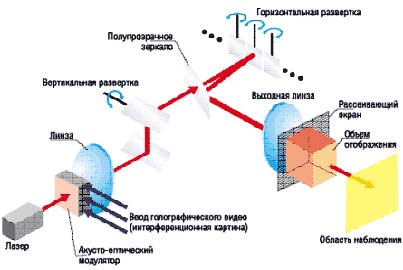 Горизонтальная развертка
Полупрозрачное
зеркало
Вертикальная развертка
Выходная линза
Рассеивающий
экран
Объем
отображения
Линза
Ввод голографического видео
(интерференционная картина)
Лазер
Акусто-оптический
модулятор
Область наблюдения